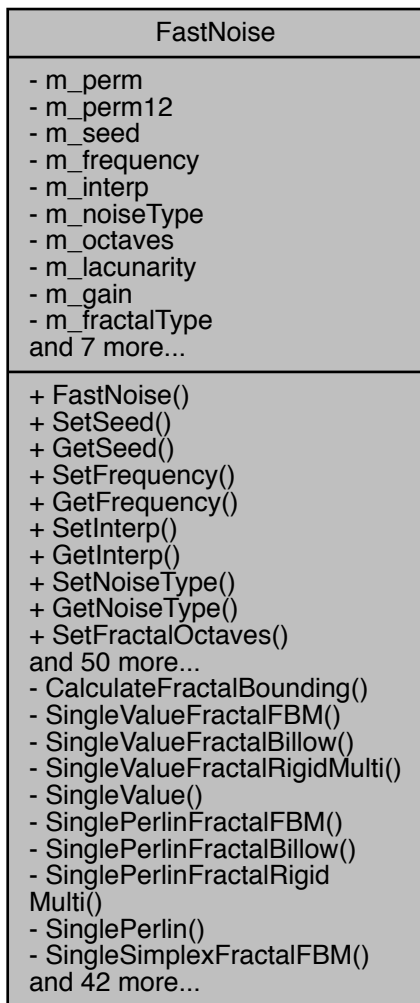 FastNoise
- m_perm
- m_perm12
- m_seed
- m_frequency
- m_interp
- m_noiseType
- m_octaves
- m_lacunarity
- m_gain
- m_fractalType
and 7 more...
+ FastNoise()
+ SetSeed()
+ GetSeed()
+ SetFrequency()
+ GetFrequency()
+ SetInterp()
+ GetInterp()
+ SetNoiseType()
+ GetNoiseType()
+ SetFractalOctaves()
and 50 more...
- CalculateFractalBounding()
- SingleValueFractalFBM()
- SingleValueFractalBillow()
- SingleValueFractalRigidMulti()
- SingleValue()
- SinglePerlinFractalFBM()
- SinglePerlinFractalBillow()
- SinglePerlinFractalRigid
Multi()
- SinglePerlin()
- SingleSimplexFractalFBM()
and 42 more...